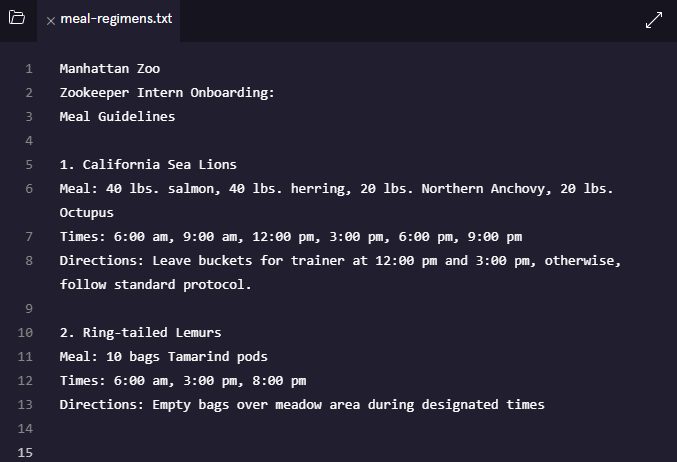 meal-regimens.txt
1 Manhattan Zoo
2 Zookeeper Intern Onboarding:
3 Meal Guidelines
4
5 1. California Sea Lions
6 Meal: 40 lbs. salmon, 40 lbs. herring, 20 lbs. Northern Anchovy, 20 lbs.
Octupus
7 Times: 6:00 am, 9:00 am, 12:00 pm, 3:00 pm, 6:00 pm, 9:00 pm
8 Directions: Leave buckets for trainer at 12:00 pm and 3:00 pm, otherwise,
follow standard protocol.
9
10 2. Ring-tailed Lemurs
11 Meal: 10 bags Tamarind pods
12 Times: 6:00 am, 3:00 pm, 8:00 pm
13 Directions: Empty bags over meadow area during designated times
14
15